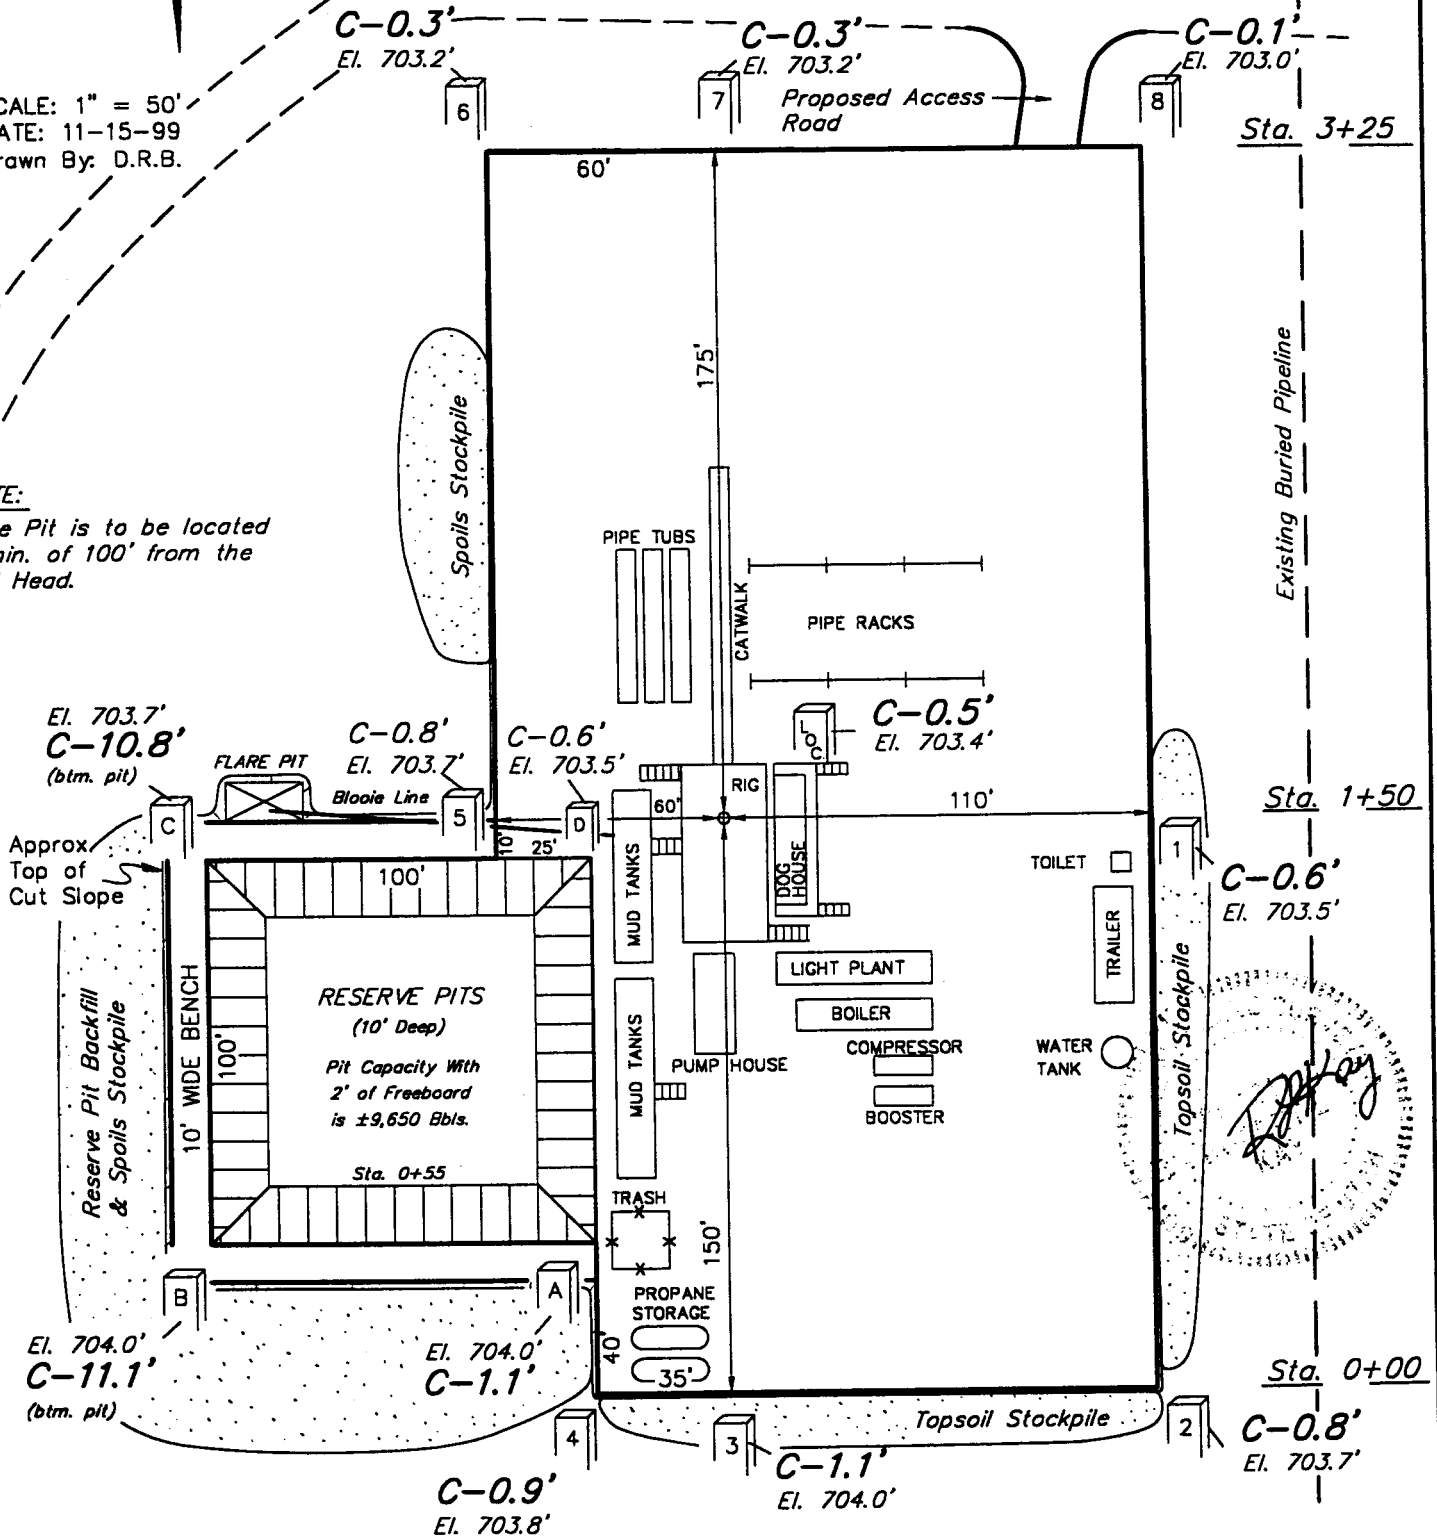 C-0.3'
El. 703.2'
6
C-0.3'
El. 703.2'
7
Proposed Access
Road
C-0.1'
El. 703.0'
8
Sta. 3+25
CALE: 1" = 50'
ATE: 11-15-99
rawn By: D.R.B.
60'
175'
Spoils Stockpile
Existing Buried Pipeline
TE:
e Pit is to be located
in. of 100' from the
Head.
PIPE TUBS
CATWALK
PIPE RACKS
El. 703.7'
C-10.8'
(btm. pit)
C
FLARE PIT
Blooie Line
C-0.8'
El. 703.7'
5
C-0.6'
El. 703.5'
D
LOC
C-0.5'
El. 703.4'
RIG
60'
110'
Sta. 1+50
Approx
Top of
Cut Slope
10'
25'
100'
MUD TANKS
DOG
HOUSE
TOILET
1
C-0.6'
El. 703.5'
TRAILER
LIGHT PLANT
BOILER
COMPRESSOR
BOOSTER
PUMP HOUSE
MUD TANKS
WATER
TANK
Topsoil Stockpile
Reserve Pit Backfill
& Spoils Stockpile
10' WIDE BENCH
100'
RESERVE PITS
(10' Deep)
Pit Capacity With
2' of Freeboard
is ±9,650 Bbls.
Sta. 0+55
TRASH
150'
PROPANE
STORAGE
40'
35'
B
El. 704.0'
C-11.1'
(btm. pit)
A
El. 704.0'
C-1.1'
Sta. 0+00
4
C-0.9'
El. 703.8'
3
C-1.1'
El. 704.0'
Topsoil Stockpile
2
C-0.8'
El. 703.7'